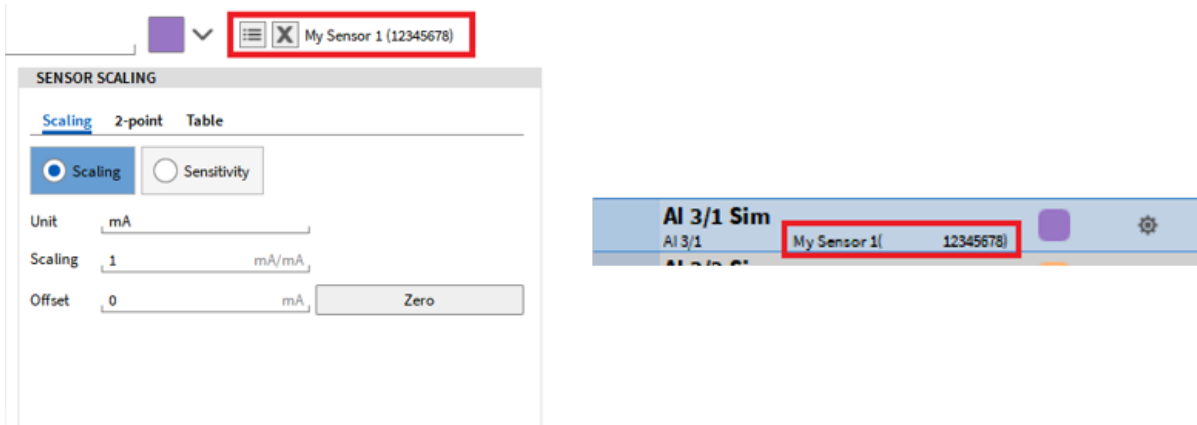 My Sensor 1 (12345678)
SENSOR SCALING
Scaling 2-point Table
Scaling Sensitivity
Unit mA
Scaling 1 mA/mA
Offset 0 mA Zero
AI 3/1 Sim
AI 3/1 My Sensor 1( 12345678)